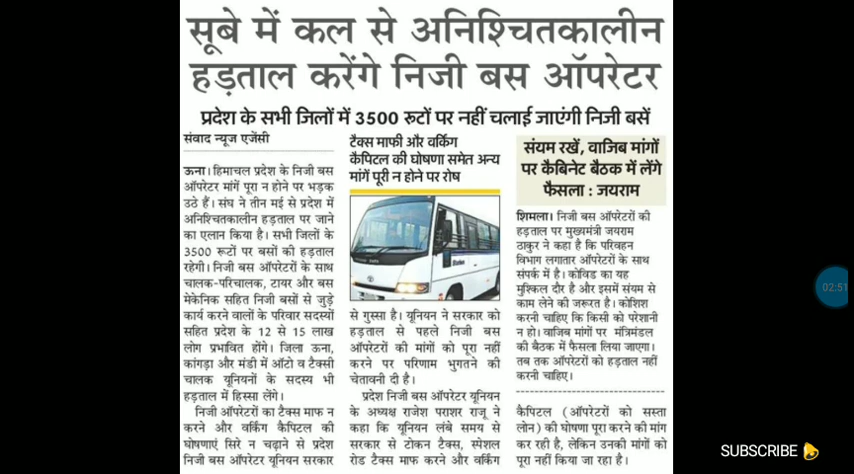 सूबे में कल से अनिश्चितकालीन
हड़ताल करेंगे निजी बस ऑपरेटर
प्रदेश के सभी जिलों में 3500 रूटों पर नहीं चलाई जाएंगी निजी बसें
संवाद न्यूज एजेंसी
ऊना। हिमाचल प्रदेश के निजी बस
ऑपरेटर मांगें पूरा न होने पर भड़क
उठे हैं। संघ ने तीन मई से प्रदेश में
अनिश्चितकालीन हड़ताल पर जाने
का एलान किया है। सभी जिलों के
3500 रूटों पर बसों की हड़ताल
रहेगी। निजी बस ऑपरेटरों के साथ
चालक-परिचालक, टायर और बस
मेकेनिक सहित निजी बसों से जुड़े
कार्य करने वालों के परिवार सदस्यों
सहित प्रदेश के 12 से 15 लाख
लोग प्रभावित होंगे। जिला ऊना,
कांगड़ा और मंडी में ऑटो व टैक्सी
चालक यूनियनों के सदस्य भी
हड़ताल में हिस्सा लेंगे।
निजी ऑपरेटरों का टैक्स माफ न
करने और वर्किंग कैपिटल की
घोषणाएं सिरे न चढ़ाने से प्रदेश
निजी बस ऑपरेटर यूनियन सरकार
टैक्स माफी और वर्किंग
कैपिटल की घोषणा समेत अन्य
मांगें पूरी न होने पर रोष
से गुस्सा है। यूनियन ने सरकार को
हड़ताल से पहले निजी बस
ऑपरेटरों की मांगों को पूरा नहीं
करने पर परिणाम भुगतने की
चेतावनी दी है।
प्रदेश निजी बस ऑपरेटर यूनियन
के अध्यक्ष राजेश पराशर राजू ने
कहा कि यूनियन लंबे समय से
सरकार से टोकन टैक्स, स्पेशल
रोड टैक्स माफ करने और वर्किंग
संयम रखें, वाजिब मांगों
पर कैबिनेट बैठक में लेंगे
फैसला : जयराम
शिमला। निजी बस ऑपरेटरों की
हड़ताल पर मुख्यमंत्री जयराम
ठाकुर ने कहा है कि परिवहन
विभाग लगातार ऑपरेटरों के साथ
संपर्क में है। कोविड का यह
मुश्किल दौर है और इसमें संयम से
काम लेने की जरूरत है। कोशिश
करनी चाहिए कि किसी को परेशानी
न हो। वाजिब मांगों पर मंत्रिमंडल
की बैठक में फैसला लिया जाएगा।
तब तक ऑपरेटरों को हड़ताल नहीं
करनी चाहिए।
कैपिटल (ऑपरेटरों को सस्ता
लोन) की घोषणा पूरा करने की मांग
कर रही है, लेकिन उनकी मांगों को
पूरा नहीं किया जा रहा है।
02:51
SUBSCRIBE